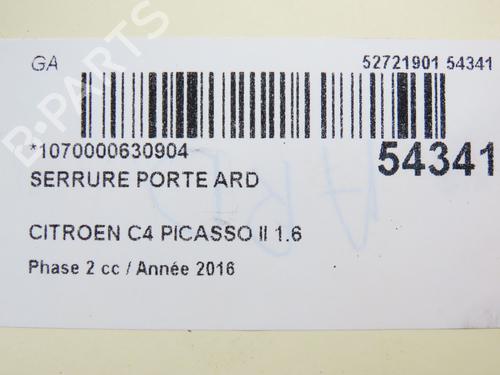 GA
52721901 54341
*1070000630904
54341
SERRURE PORTE ARD
CITROEN C4 PICASSO II 1.6
Phase 2 cc / Année 2016
B-PARTS